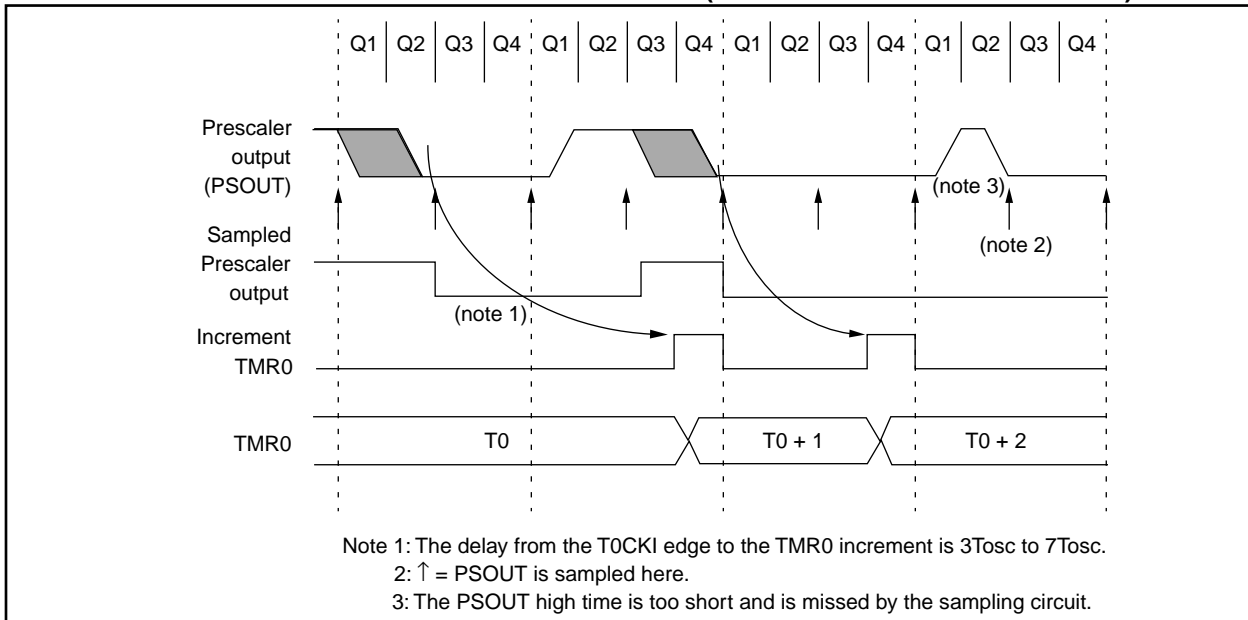 Q1 Q2 Q3 Q4 Q1 Q2 Q3 Q4 Q1 Q2 Q3 Q4 Q1 Q2 Q3 Q4
Prescaler
output
(PSOUT)
(note 3)
(note 2)
Sampled
Prescaler
output
(note 1)
Increment
TMR0
TMR0 T0 T0 + 1 T0 + 2
Note 1: The delay from the T0CKI edge to the TMR0 increment is 3Tosc to 7Tosc.
2: ↑ = PSOUT is sampled here.
3: The PSOUT high time is too short and is missed by the sampling circuit.